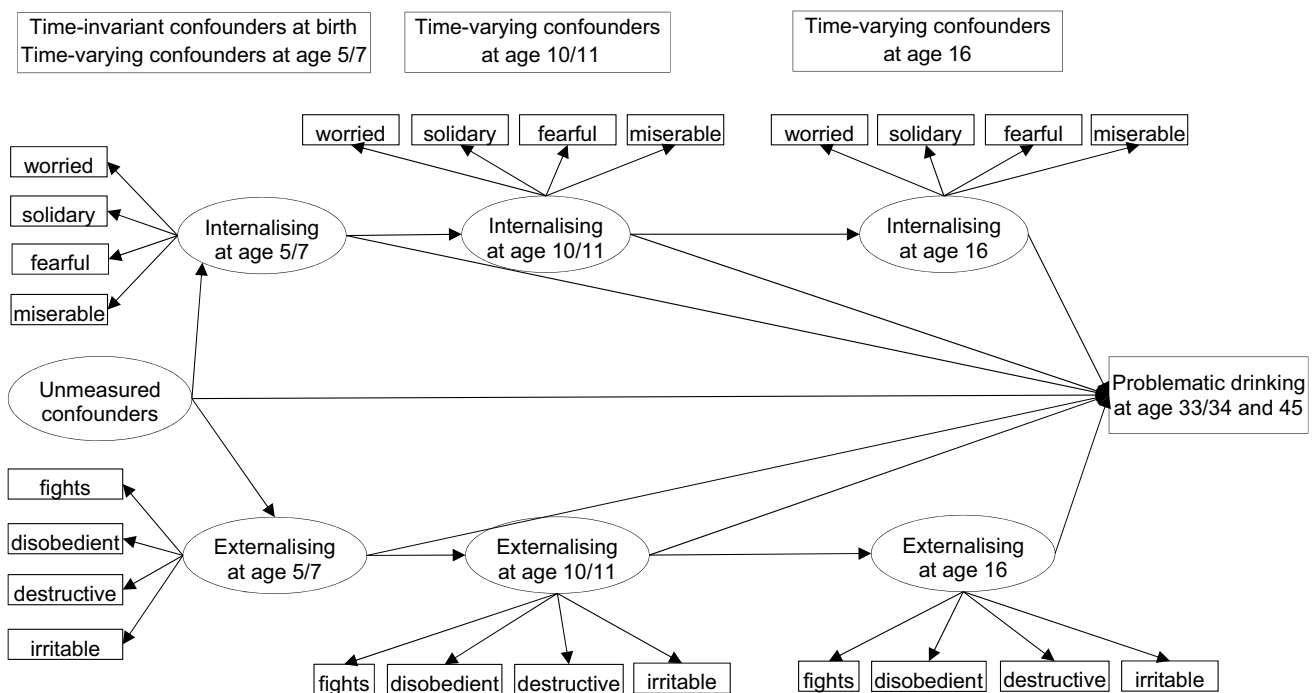 Time-invariant confounders at birth
Time-varying confounders at age 5/7
Time-varying confounders
at age 10/11
Time-varying confounders
at age 16
worried
solidary
fearful
miserable
worried
solidary
fearful
miserable
worried
solidary
fearful
miserable
Internalising
at age 5/7
Internalising
at age 10/11
Internalising
at age 16
Unmeasured
confounders
Problematic drinking
at age 33/34 and 45
fights
disobedient
destructive
irritable
Externalising
at age 5/7
Externalising
at age 10/11
Externalising
at age 16
fights
disobedient
destructive
irritable
fights
disobedient
destructive
irritable